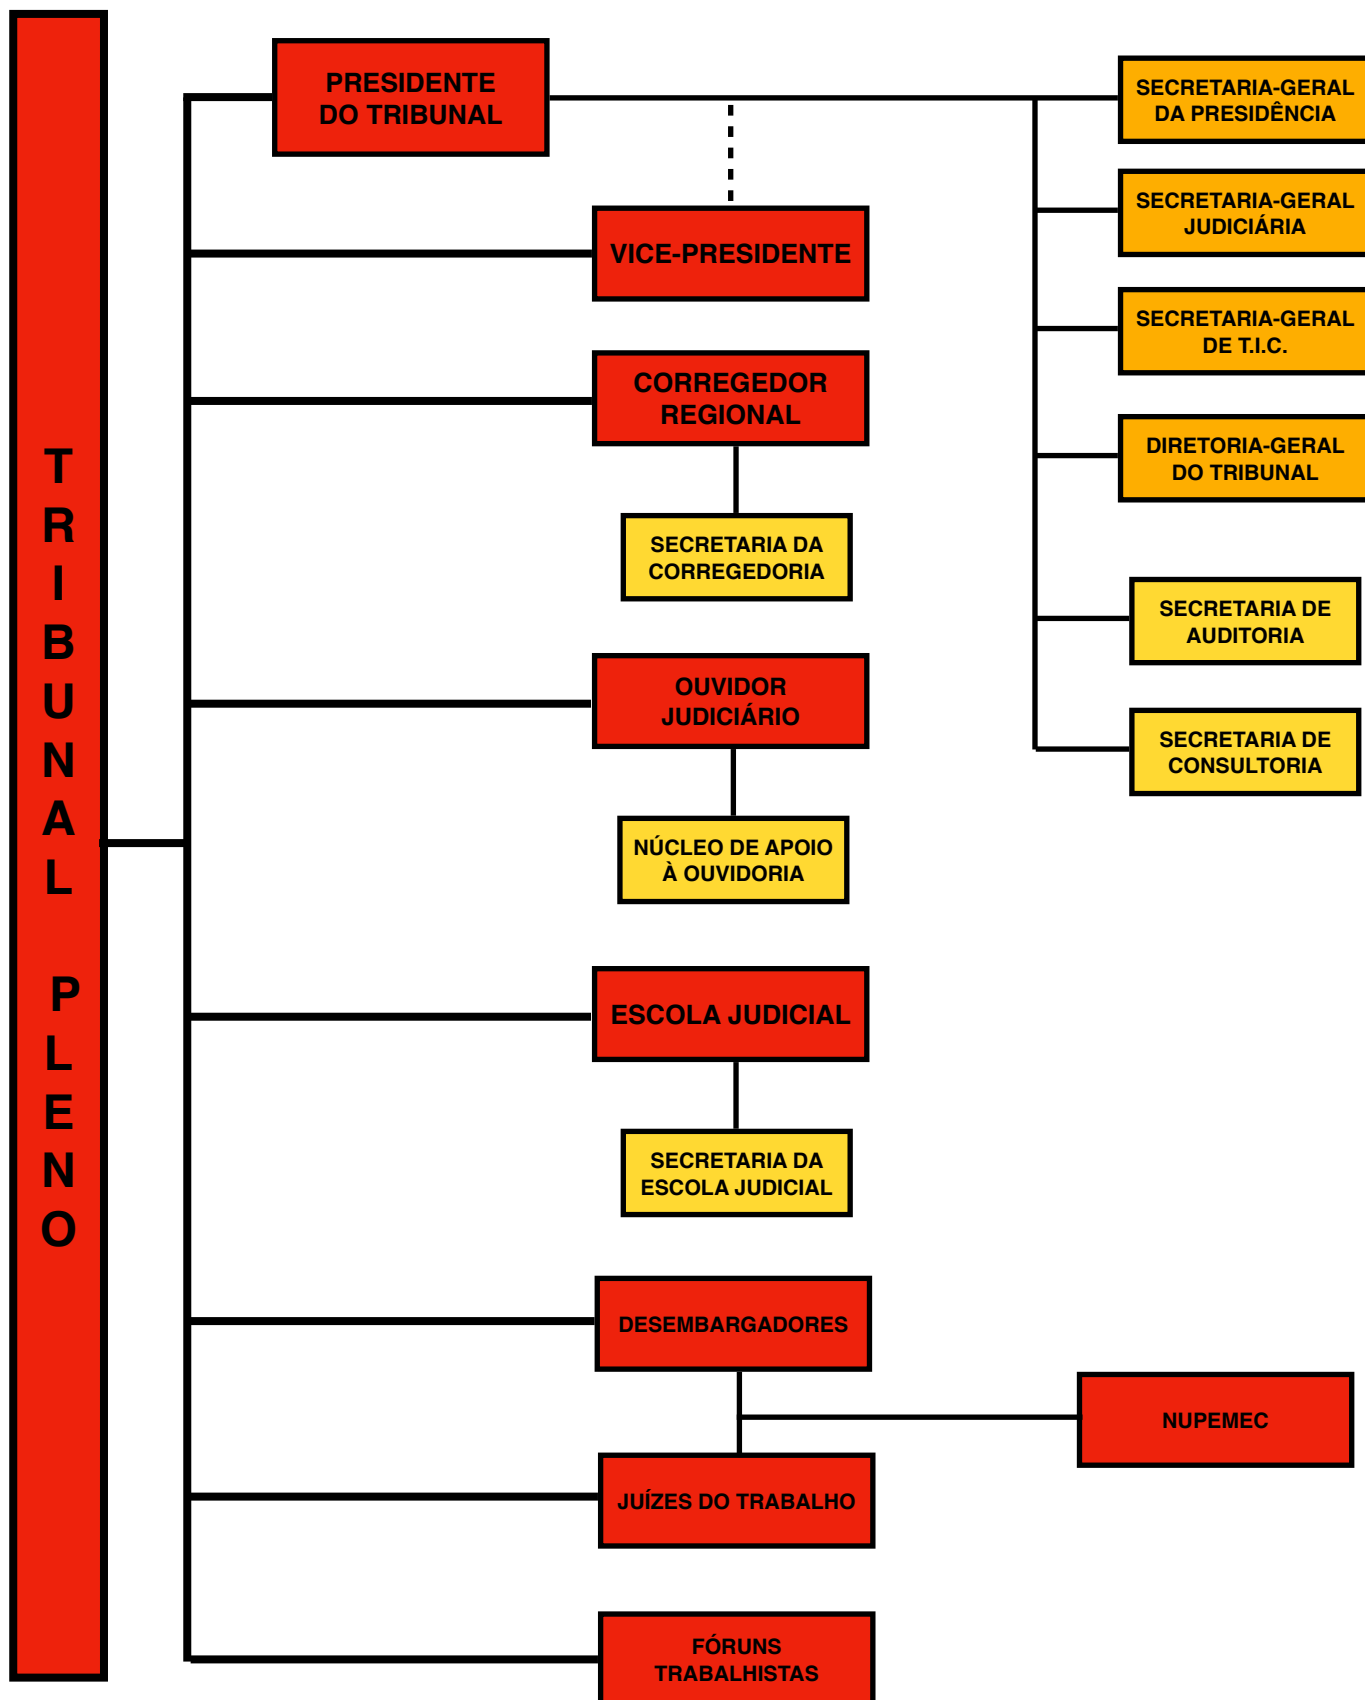 TRIBUNAL PLENO
PRESIDENTE
DO TRIBUNAL
SECRETARIA-GERAL
DA PRESIDÊNCIA
SECRETARIA-GERAL
JUDICIÁRIA
VICE-PRESIDENTE
SECRETARIA-GERAL
DE T.I.C.
CORREGEDOR
REGIONAL
DIRETORIA-GERAL
DO TRIBUNAL
SECRETARIA DA
CORREGEDORIA
SECRETARIA DE
AUDITORIA
OUVIDOR
JUDICIÁRIO
SECRETARIA DE
CONSULTORIA
NÚCLEO DE APOIO
À OUVIDORIA
ESCOLA JUDICIAL
SECRETARIA DA
ESCOLA JUDICIAL
DESEMBARGADORES
NUPEMEC
JUÍZES DO TRABALHO
FÓRUNS
TRABALHISTAS